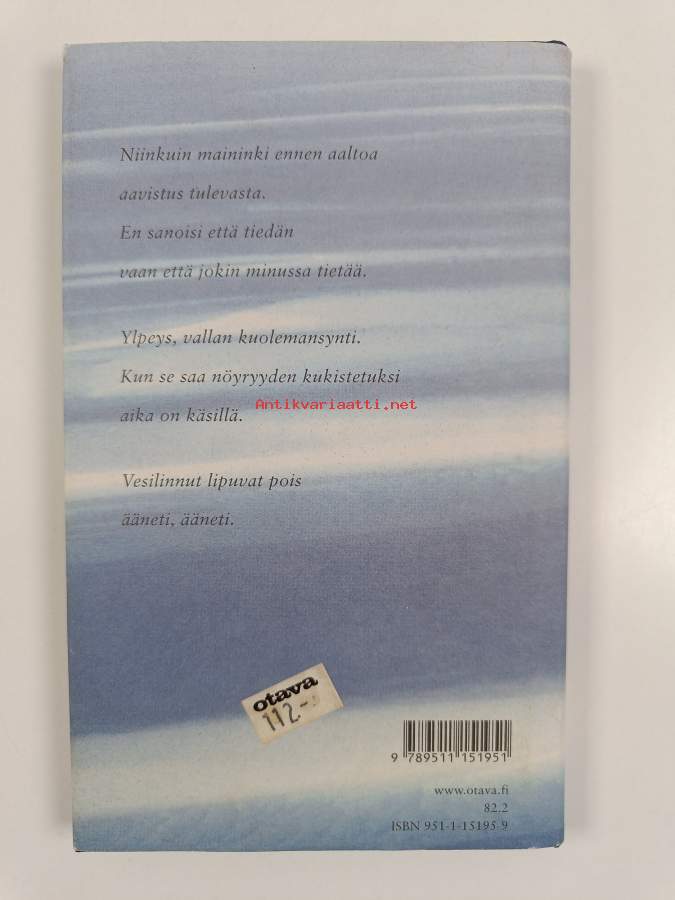 Niinkuin maininki ennen aaltoa
aavistus tulevasta.
En sanoisi että tiedän
vaan että jokin minussa tietää.
Ylpeys, vallan kuolemansynti.
Kun se saa nöyryyden kukistetuksi
Antikvariaatti.net
aika on käsillä.
Vesilinnut lipuvat pois
ääneti, ääneti.
otava
112-
9 789511 151951
www.otava.fi
82.2
ISBN 951-1-15195-9